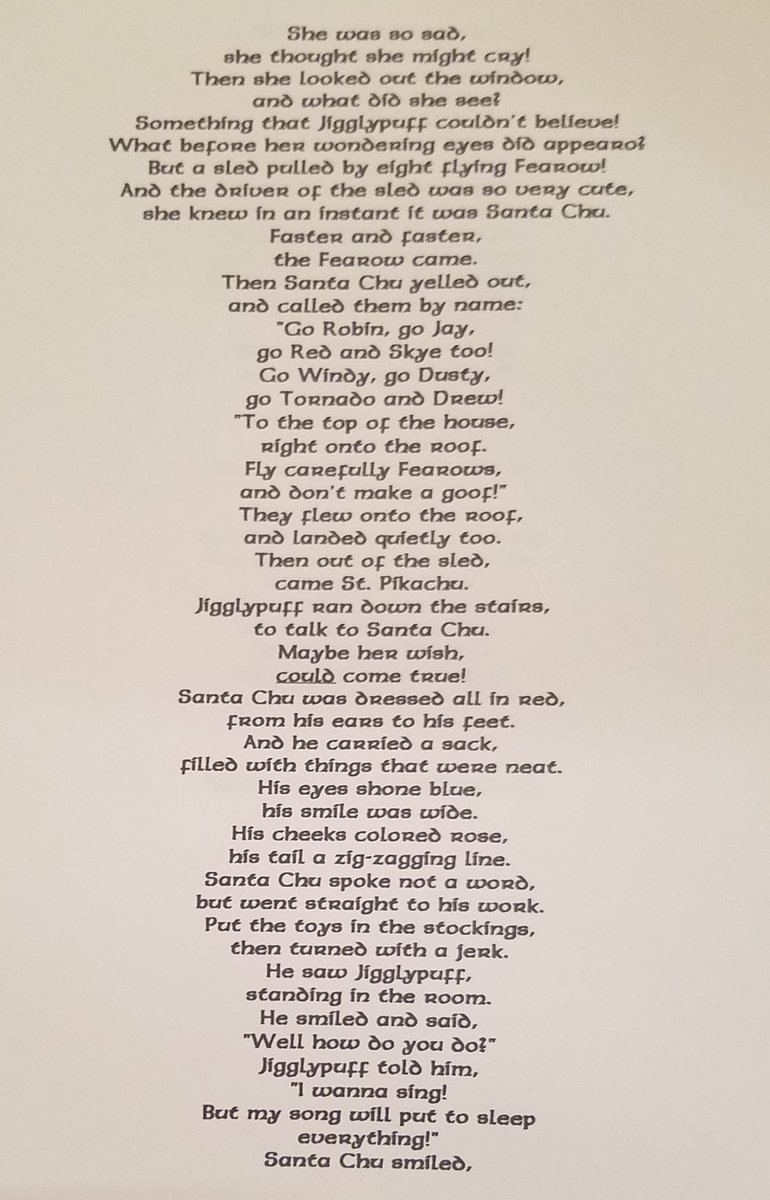 She was so sad,
she thought she might cry!
Then she looked out the window,
and what did she see?
Something that Jigglypuff couldn't believe!
What before her wondering eyes did appearo?
But a sled pulled by eight flying Fearow!
And the driver of the sled was so very cute,
she knew in an instant it was Santa Chu.
Faster and faster,
the Fearow came.
Then Santa Chu yelled out,
and called them by name:
"Go Robin, go Jay,
go Red and Skye too!
Go Windy, go Dusty,
go Tornado and Drew!
"To the top of the house,
right onto the roof.
Fly carefully Fearows,
and don't make a goof!"
They flew onto the roof,
and landed quietly too.
Then out of the sled,
came St. Pikachu.
Jigglypuff ran down the stairs,
to talk to Santa Chu.
Maybe her wish,
could come true!
Santa Chu was dressed all in red,
from his ears to his feet.
And he carried a sack,
filled with things that were neat.
His eyes shone blue,
his smile was wide.
His cheeks colored rose,
his tail a zig-zagging line.
Santa Chu spoke not a word,
but went straight to his work.
Put the toys in the stockings,
then turned with a jerk.
He saw Jigglypuff,
standing in the room.
He smiled and said,
"Well how do you do?"
Jigglypuff told him,
"I wanna sing!
But my song will put to sleep
everything!"
Santa Chu smiled,